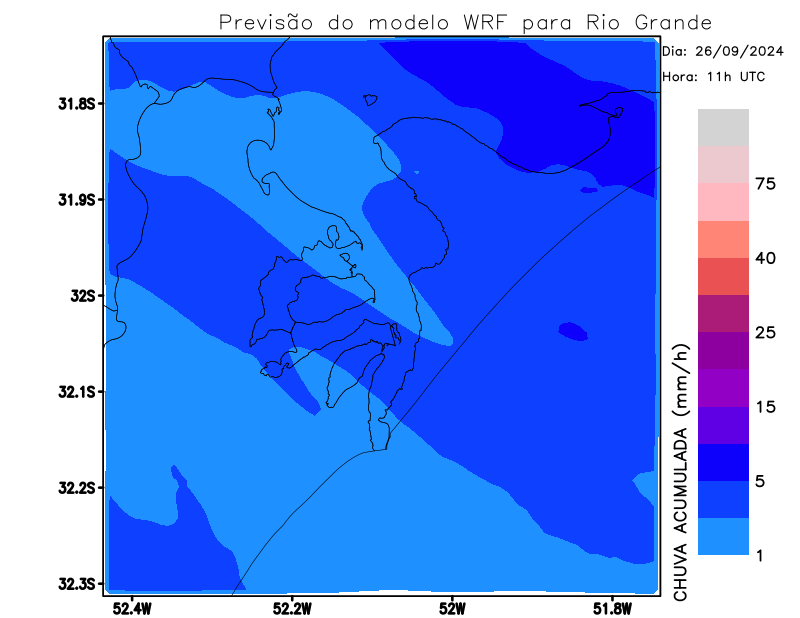 Previsão do modelo WRF para Rio Grande
Dia: 26/09/2024
Hora: 11h UTC
31.8S
31.9S
32S
32.1S
32.2S
32.3S
52.4W
52.2W
52W
51.8W
75
40
25
15
5
1
CHUVA ACUMULADA (mm/h)